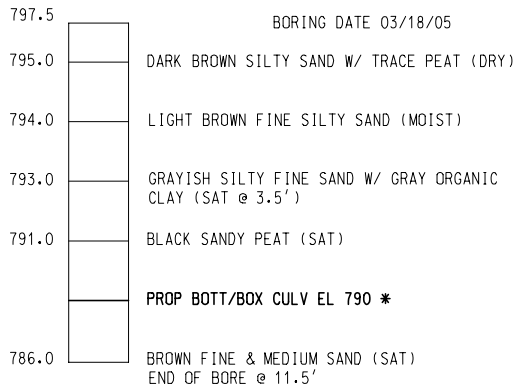 797.5
BORING DATE 03/18/05
795.0 DARK BROWN SILTY SAND W/ TRACE PEAT (DRY)
794.0 LIGHT BROWN FINE SILTY SAND (MOIST)
793.0 GRAYISH SILTY FINE SAND W/ GRAY ORGANIC
CLAY (SAT @ 3.5')
791.0 BLACK SANDY PEAT (SAT)
PROP BOTT/BOX CULV EL 790 *
786.0 BROWN FINE & MEDIUM SAND (SAT)
END OF BORE @ 11.5'